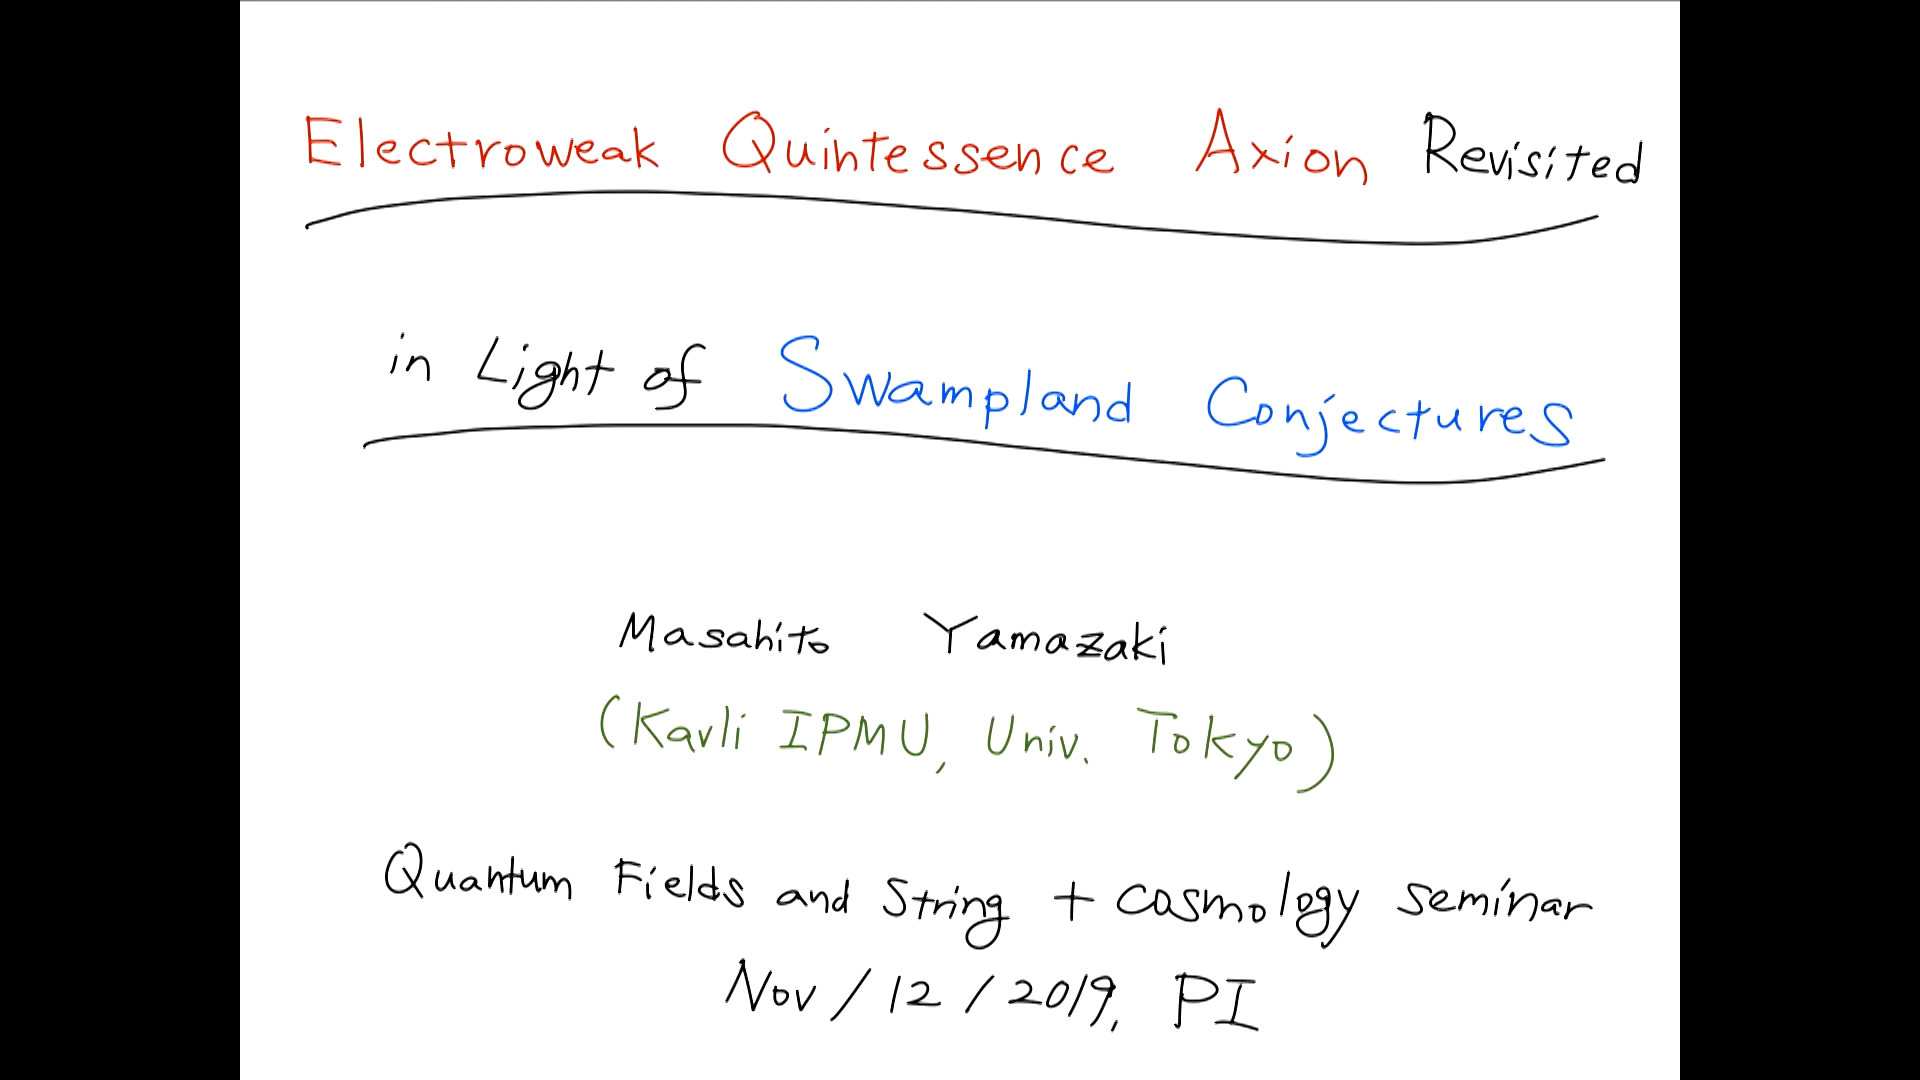 Electroweak Quintessence Axion Revisited
in Light of Swampland Conjectures
Masahito Yamazaki
(Kavli IPMU, Univ. Tokyo)
Quantum Fields and String + cosmology seminar
Nov / 12 / 2019, PI